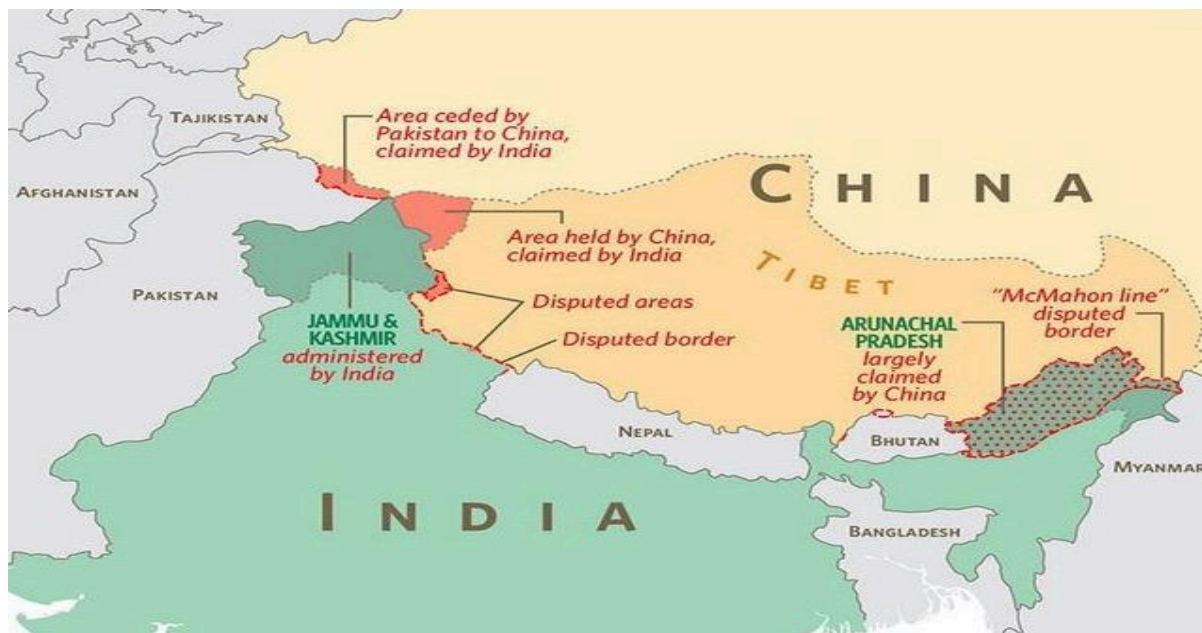 TAJIKISTAN
Area ceded by
Pakistan to China,
claimed by India
AFGHANISTAN
CHINA
Area held by China,
claimed by India
TIBET
PAKISTAN
Disputed areas
"McMahon line"
disputed
border
JAMMU &
KASHMIR
administered
by India
Disputed border
ARUNACHAL
PRADESH
largely
claimed
by China
NEPAL
BHUTAN
MYANMAR
INDIA
BANGLADESH